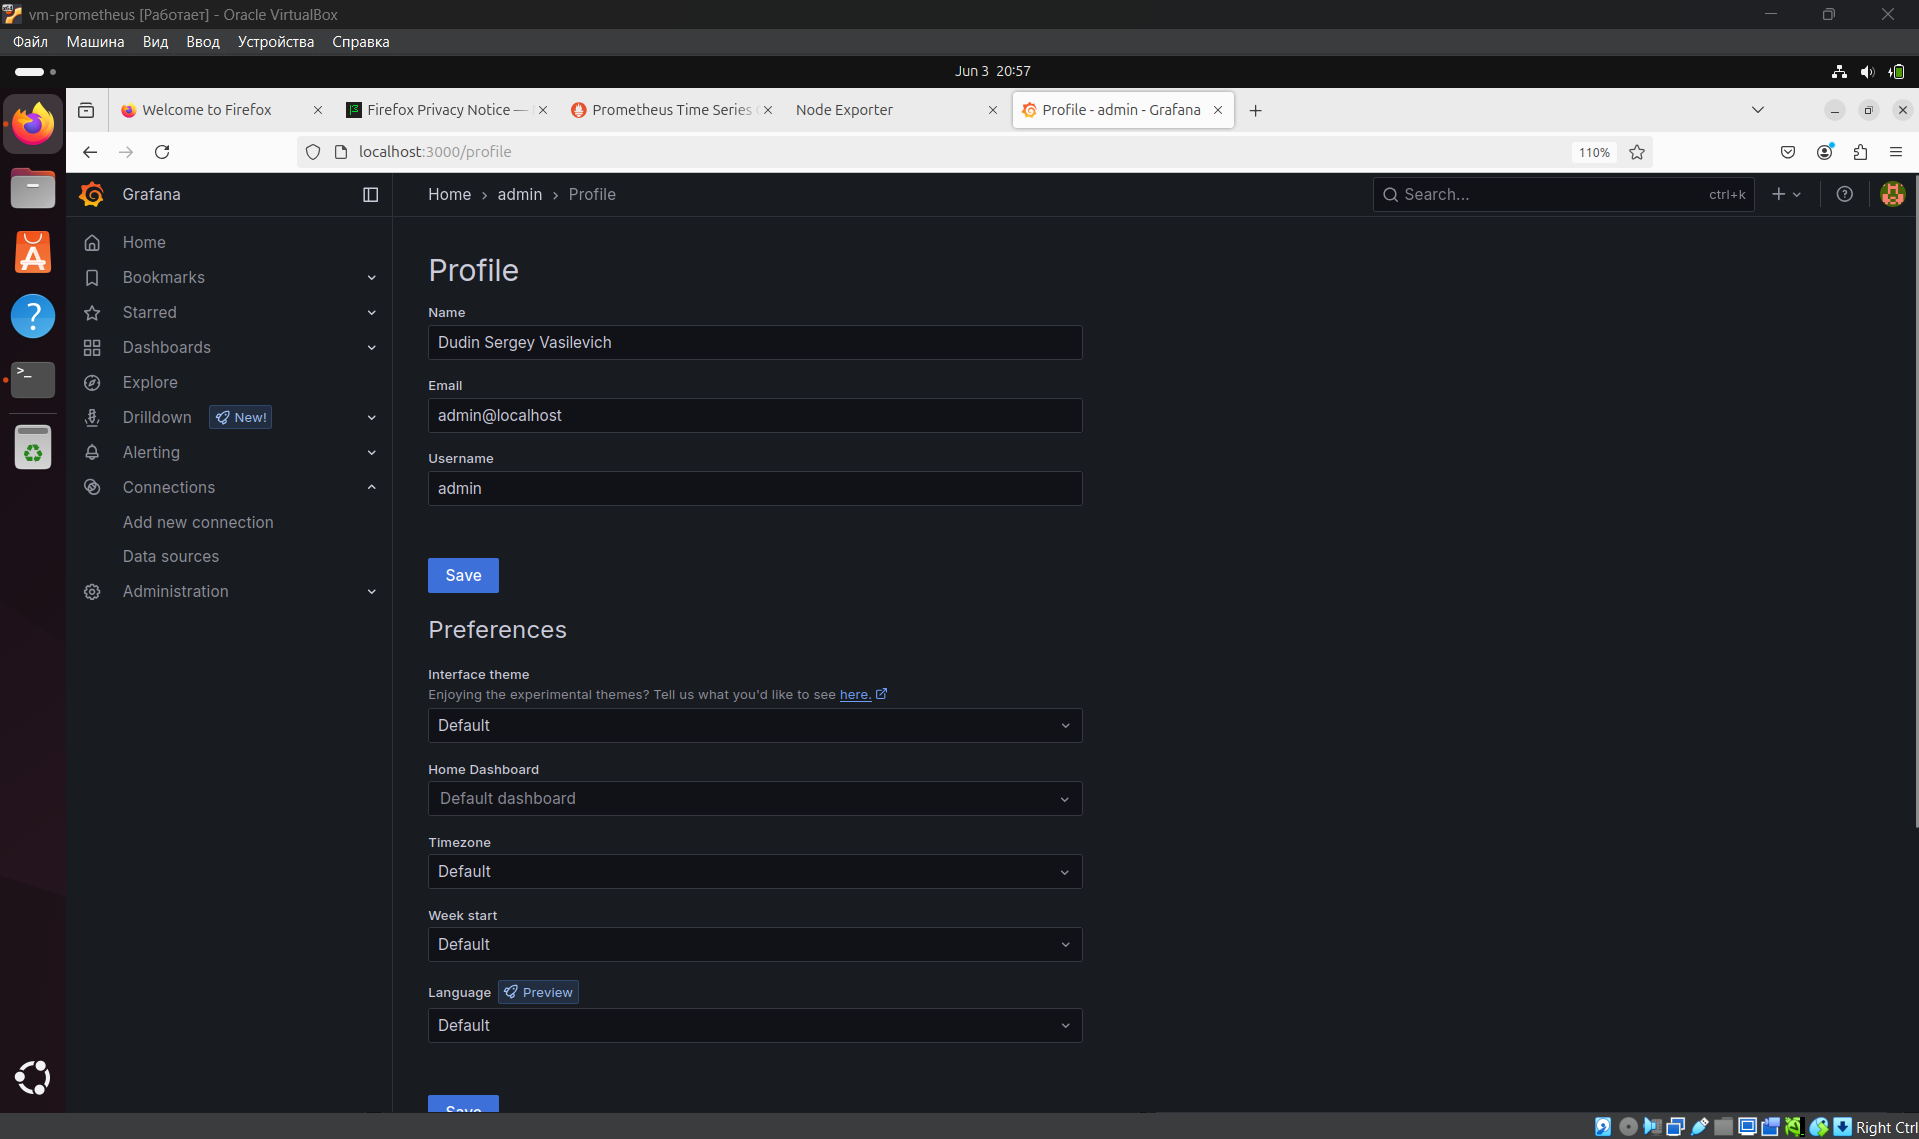 vm-prometheus [Работает] - Oracle VirtualBox
Файл Машина Вид Ввод Устройства Справка
Jun 3 20:57
Welcome to Firefox
Firefox Privacy Notice —
Prometheus Time Series
Node Exporter
Profile - admin - Grafana
localhost:3000/profile
110%
Grafana
Home › admin › Profile
Search...
ctrl+k
Home
Bookmarks
Starred
Dashboards
Explore
Drilldown New!
Alerting
Connections
Add new connection
Data sources
Administration
Profile
Name
Dudin Sergey Vasilevich
Email
admin@localhost
Username
admin
Save
Preferences
Interface theme
Enjoying the experimental themes? Tell us what you'd like to see here.
Default
Home Dashboard
Default dashboard
Timezone
Default
Week start
Default
Language Preview
Default
Save
Right Ctrl